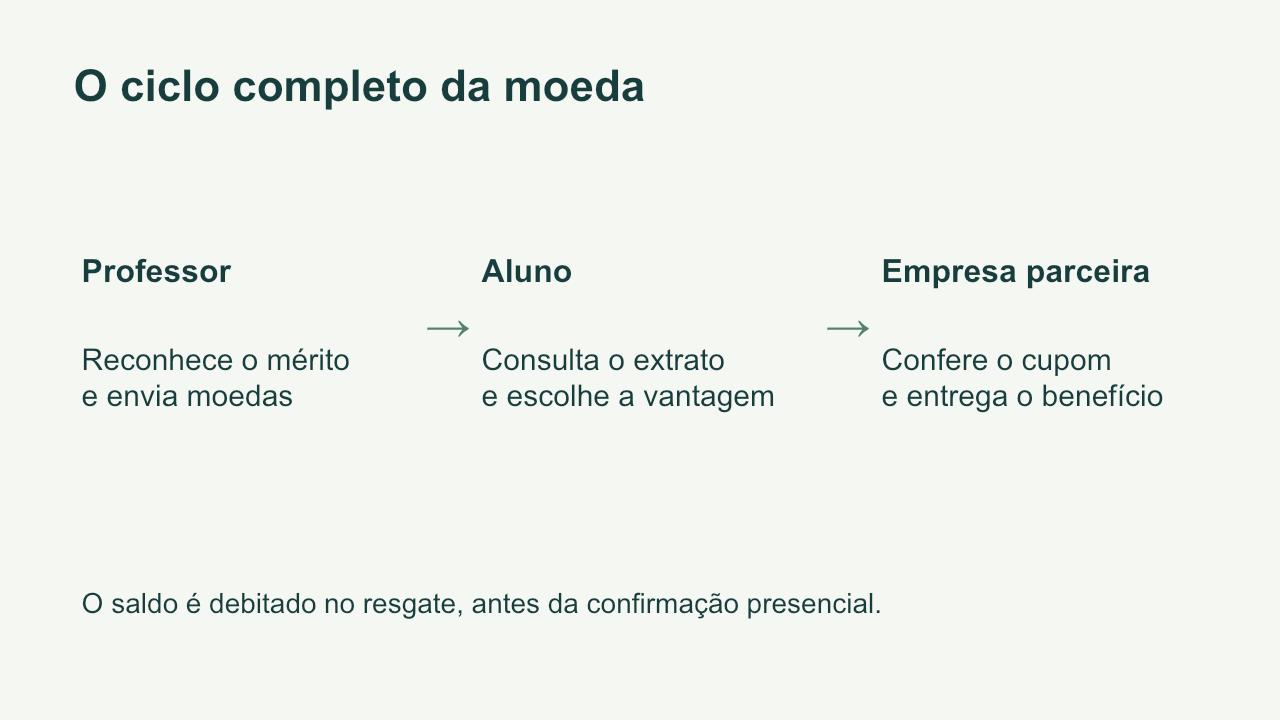 O ciclo completo da moeda
Professor
Reconhece o mérito
e envia moedas
→
Aluno
Consulta o extrato
e escolhe a vantagem
→
Empresa parceira
Confere o cupom
e entrega o benefício
O saldo é debitado no resgate, antes da confirmação presencial.